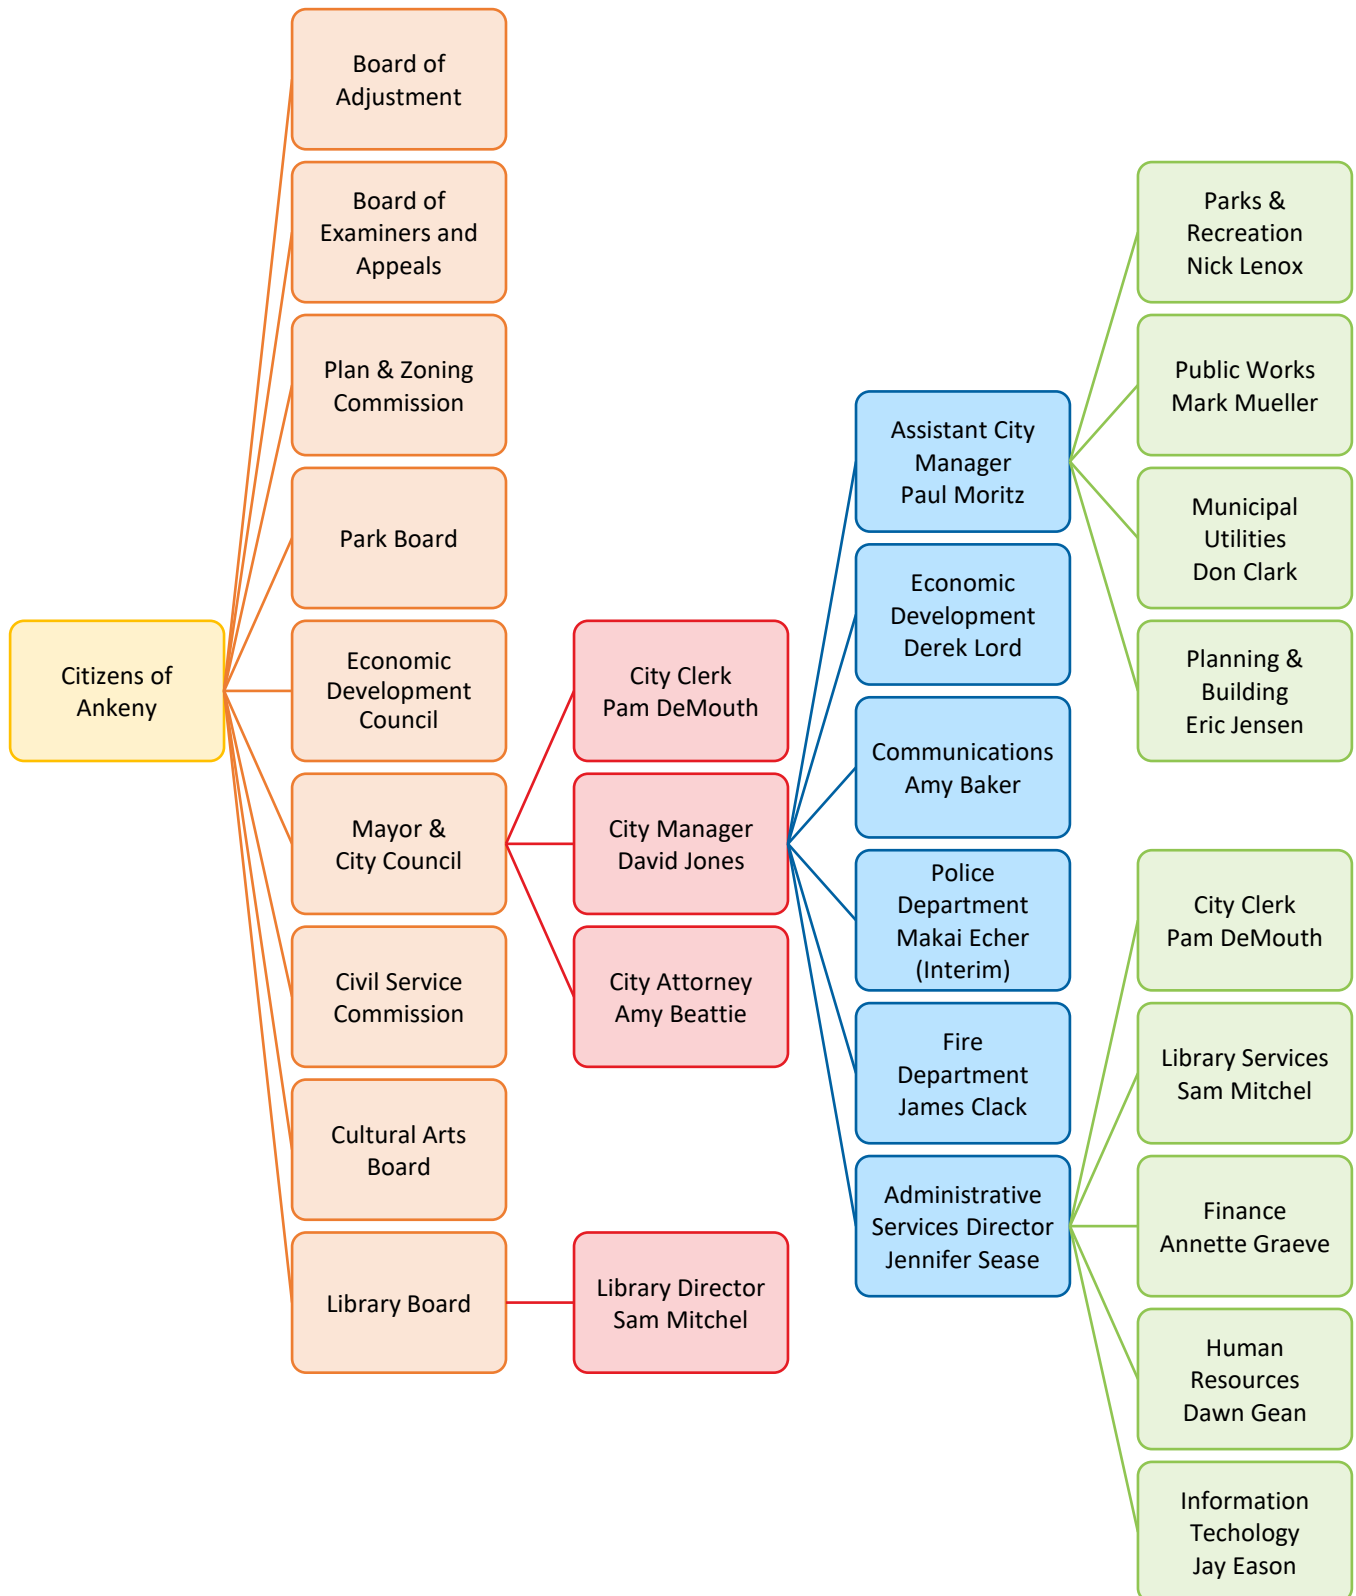 Citizens of
Ankeny
Board of
Adjustment
Board of
Examiners and
Appeals
Plan & Zoning
Commission
Park Board
Economic
Development
Council
Mayor &
City Council
Civil Service
Commission
Cultural Arts
Board
Library Board
City Clerk
Pam DeMouth
City Manager
David Jones
City Attorney
Amy Beattie
Library Director
Sam Mitchel
Assistant City
Manager
Paul Moritz
Economic
Development
Derek Lord
Communications
Amy Baker
Police
Department
Makai Echer
(Interim)
Fire
Department
James Clack
Administrative
Services Director
Jennifer Sease
Parks &
Recreation
Nick Lenox
Public Works
Mark Mueller
Municipal
Utilities
Don Clark
Planning &
Building
Eric Jensen
City Clerk
Pam DeMouth
Library Services
Sam Mitchel
Finance
Annette Graeve
Human
Resources
Dawn Gean
Information
Techology
Jay Eason